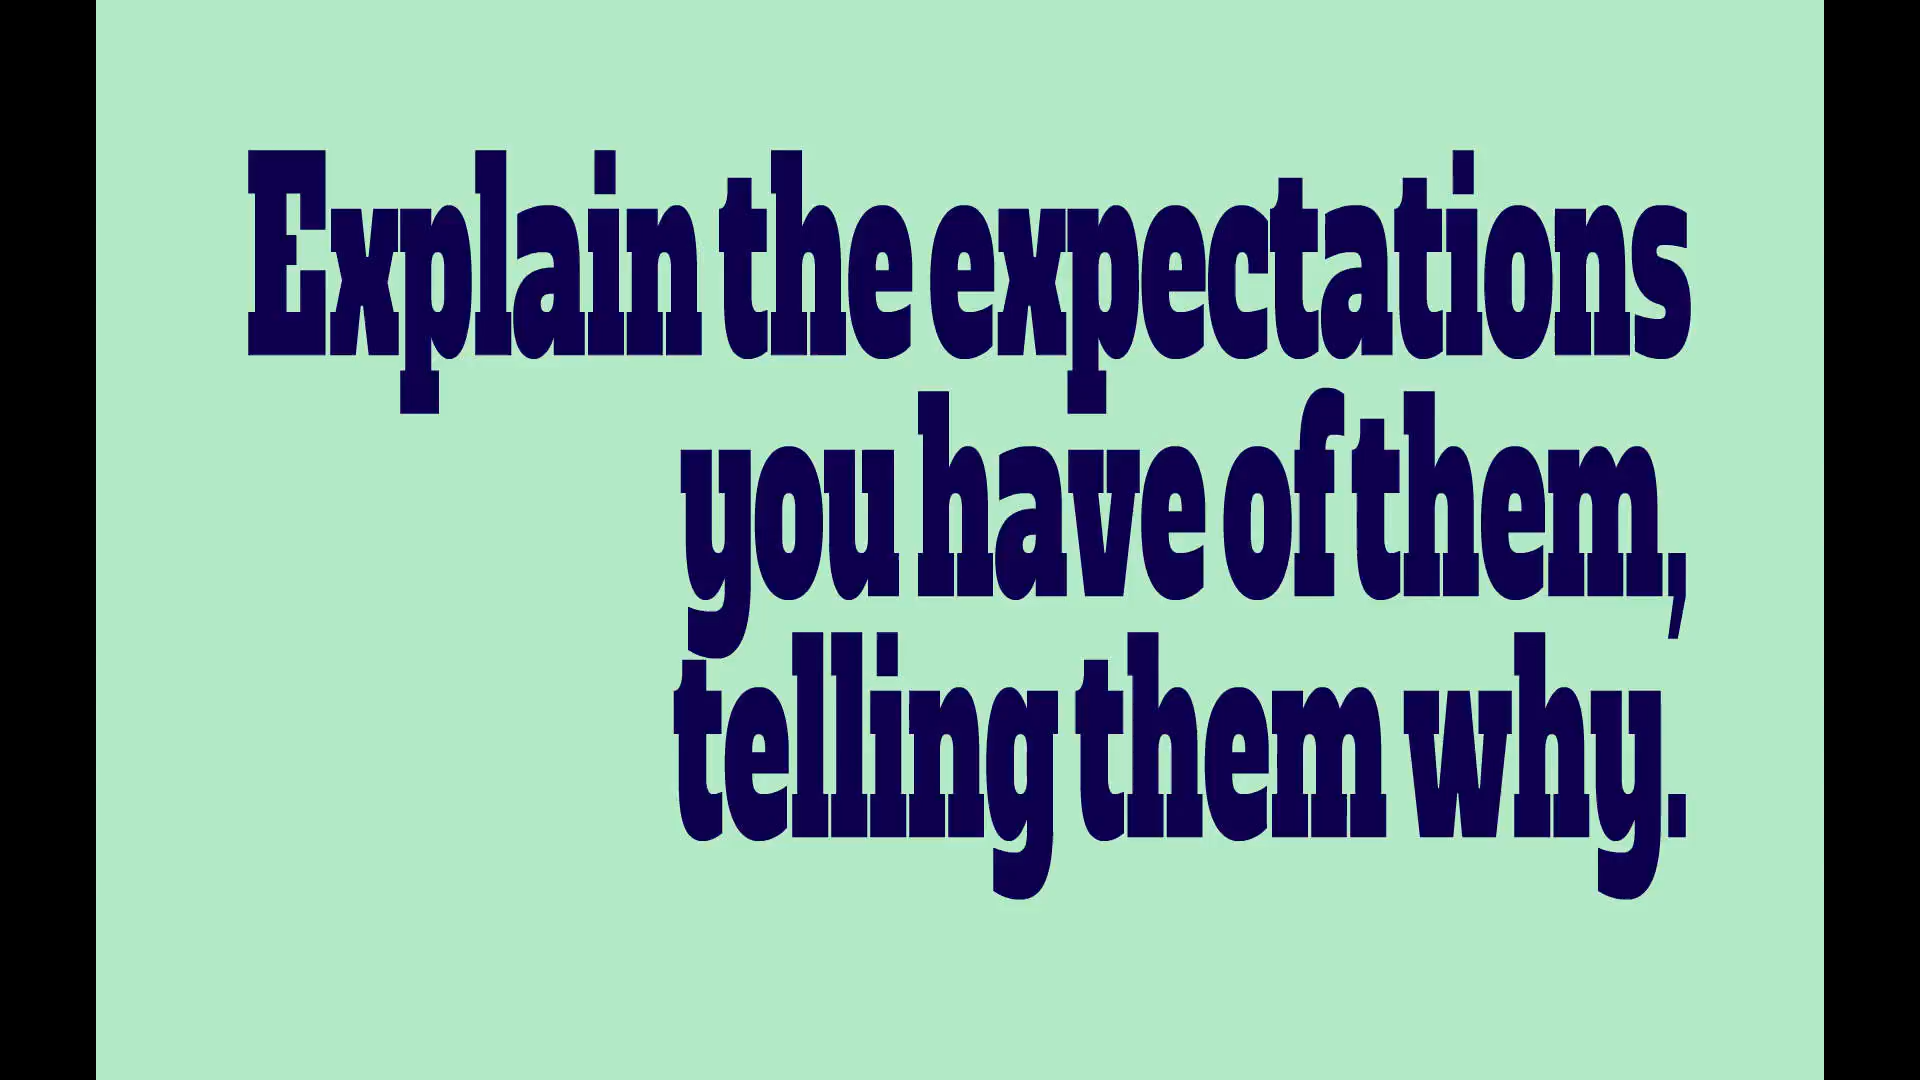 Explain the expectations
you have of them,
telling them why.